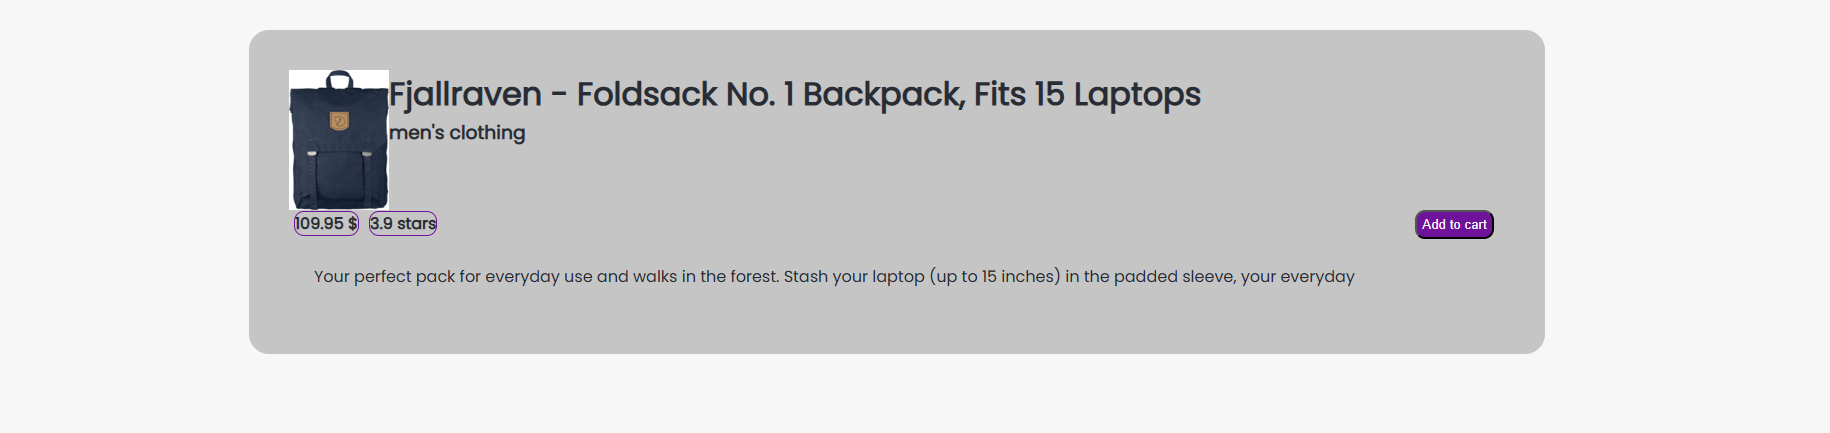 Fjallraven - Foldsack No. 1 Backpack, Fits 15 Laptops
men's clothing
109.95 $ 3.9 stars Add to cart
Your perfect pack for everyday use and walks in the forest. Stash your laptop (up to 15 inches) in the padded sleeve, your everyday